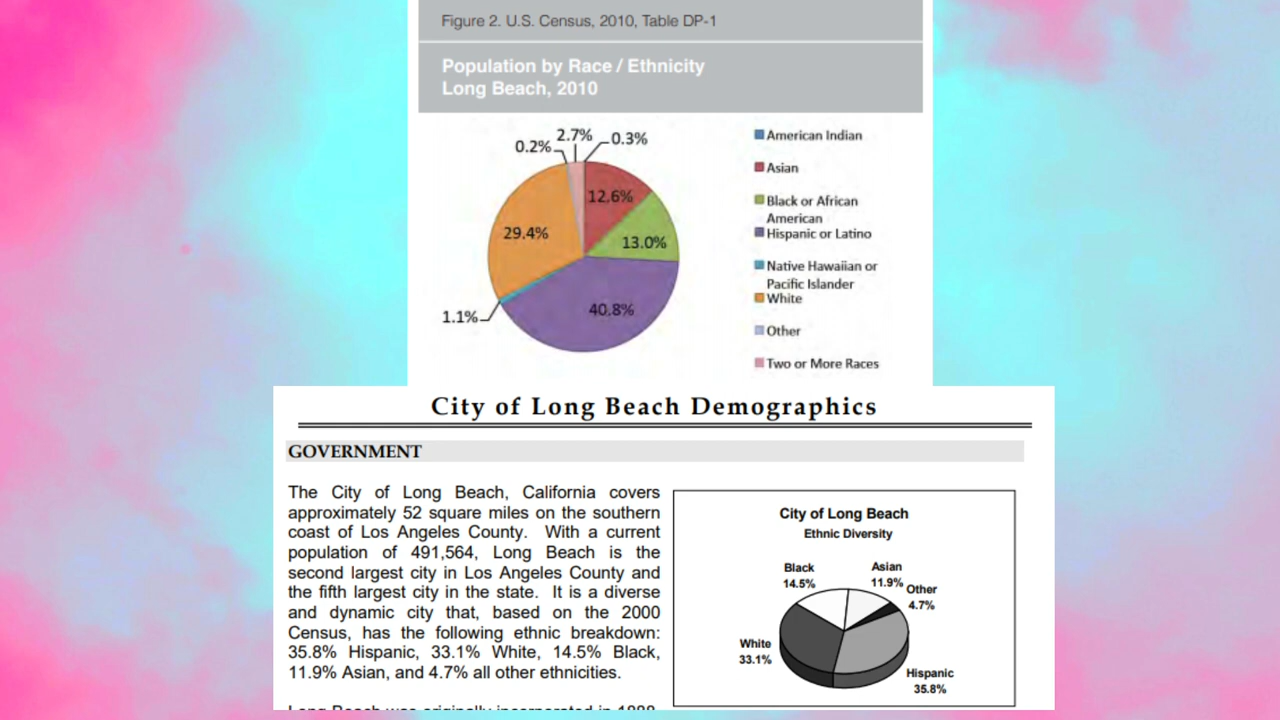 Figure 2. U.S. Census, 2010, Table DP-1
Population by Race / Ethnicity
Long Beach, 2010
0.2%
2.7%
0.3%
12.6%
29.4%
13.0%
40.8%
1.1%
American Indian
Asian
Black or African
American
Hispanic or Latino
Native Hawaiian or
Pacific Islander
White
Other
Two or More Races
City of Long Beach Demographics
GOVERNMENT
The City of Long Beach, California covers
approximately 52 square miles on the southern
coast of Los Angeles County. With a current
population of 491,564, Long Beach is the
second largest city in Los Angeles County and
the fifth largest city in the state. It is a diverse
and dynamic city that, based on the 2000
Census, has the following ethnic breakdown:
35.8% Hispanic, 33.1% White, 14.5% Black,
11.9% Asian, and 4.7% all other ethnicities.
Long Beach was originally incorporated in 1888
City of Long Beach
Ethnic Diversity
Black
14.5%
Asian
11.9%
Other
4.7%
White
33.1%
Hispanic
35.8%